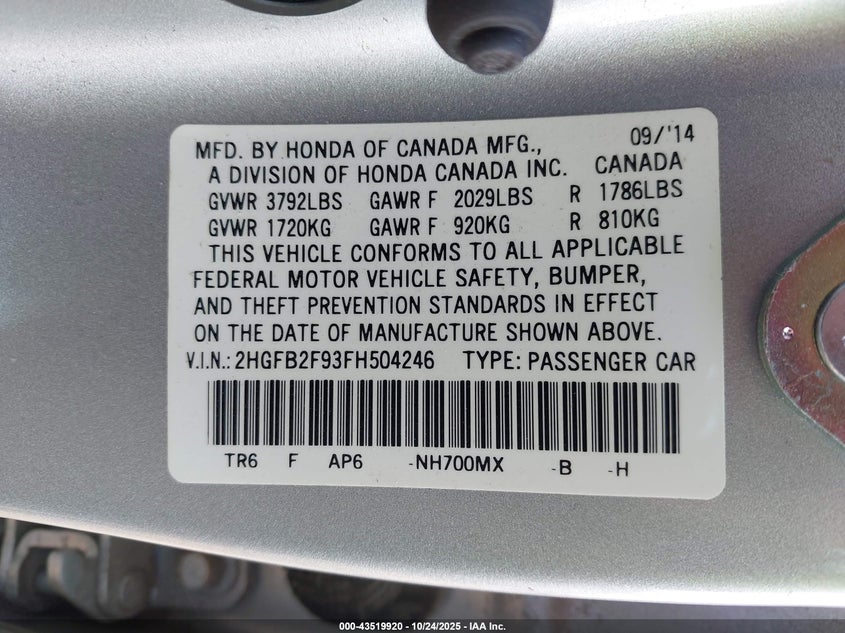 09/'14
MFD. BY HONDA OF CANADA MFG.,
A DIVISION OF HONDA CANADA INC. CANADA
GVWR 3792LBS GAWR F 2029LBS R 1786LBS
GVWR 1720KG GAWR F 920KG R 810KG
THIS VEHICLE CONFORMS TO ALL APPLICABLE
FEDERAL MOTOR VEHICLE SAFETY, BUMPER,
AND THEFT PREVENTION STANDARDS IN EFFECT
ON THE DATE OF MANUFACTURE SHOWN ABOVE.
V.I.N.: 2HGFB2F93FH504246 TYPE: PASSENGER CAR
TR6 F AP6 -NH700MX -B -H
000-43519920 - 10/24/2025 - IAA Inc.